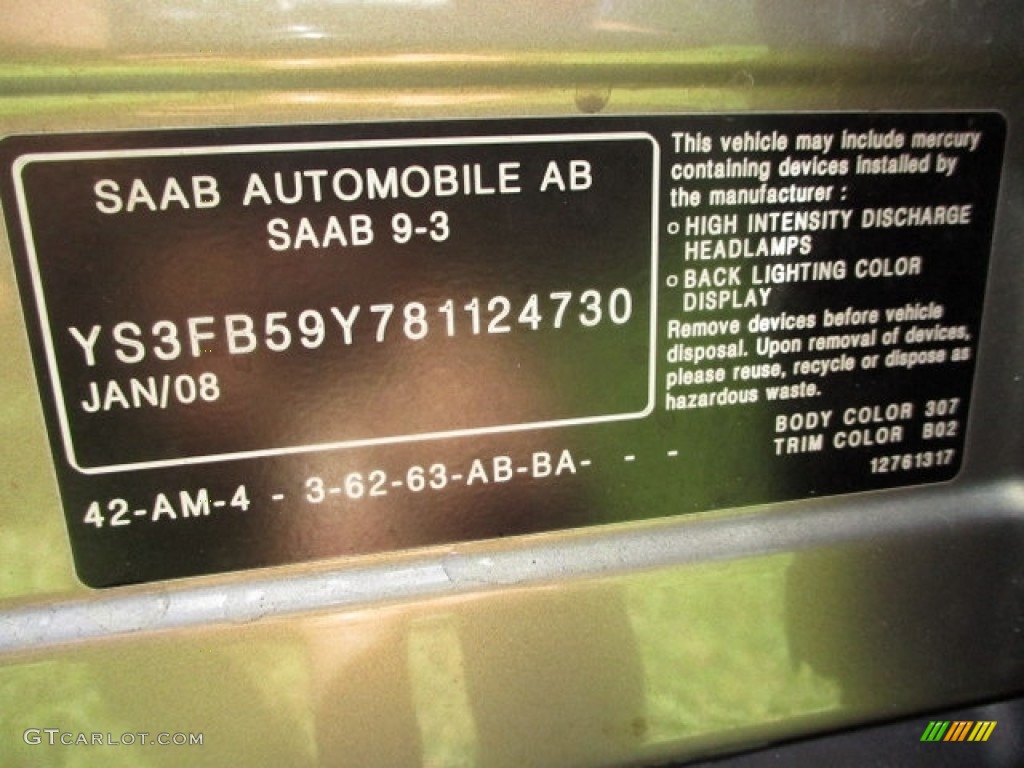 SAAB AUTOMOBILE AB
SAAB 9-3
YS3FB59Y781124730
JAN/08
42-AM-4 - 3-62-63-AB-BA- - -
This vehicle may include mercury
containing devices installed by
the manufacturer :
o HIGH INTENSITY DISCHARGE
HEADLAMPS
o BACK LIGHTING COLOR
DISPLAY
Remove devices before vehicle
disposal. Upon removal of devices,
please reuse, recycle or dispose as
hazardous waste.
BODY COLOR 307
TRIM COLOR B02
12761317
GTCARLOT.COM